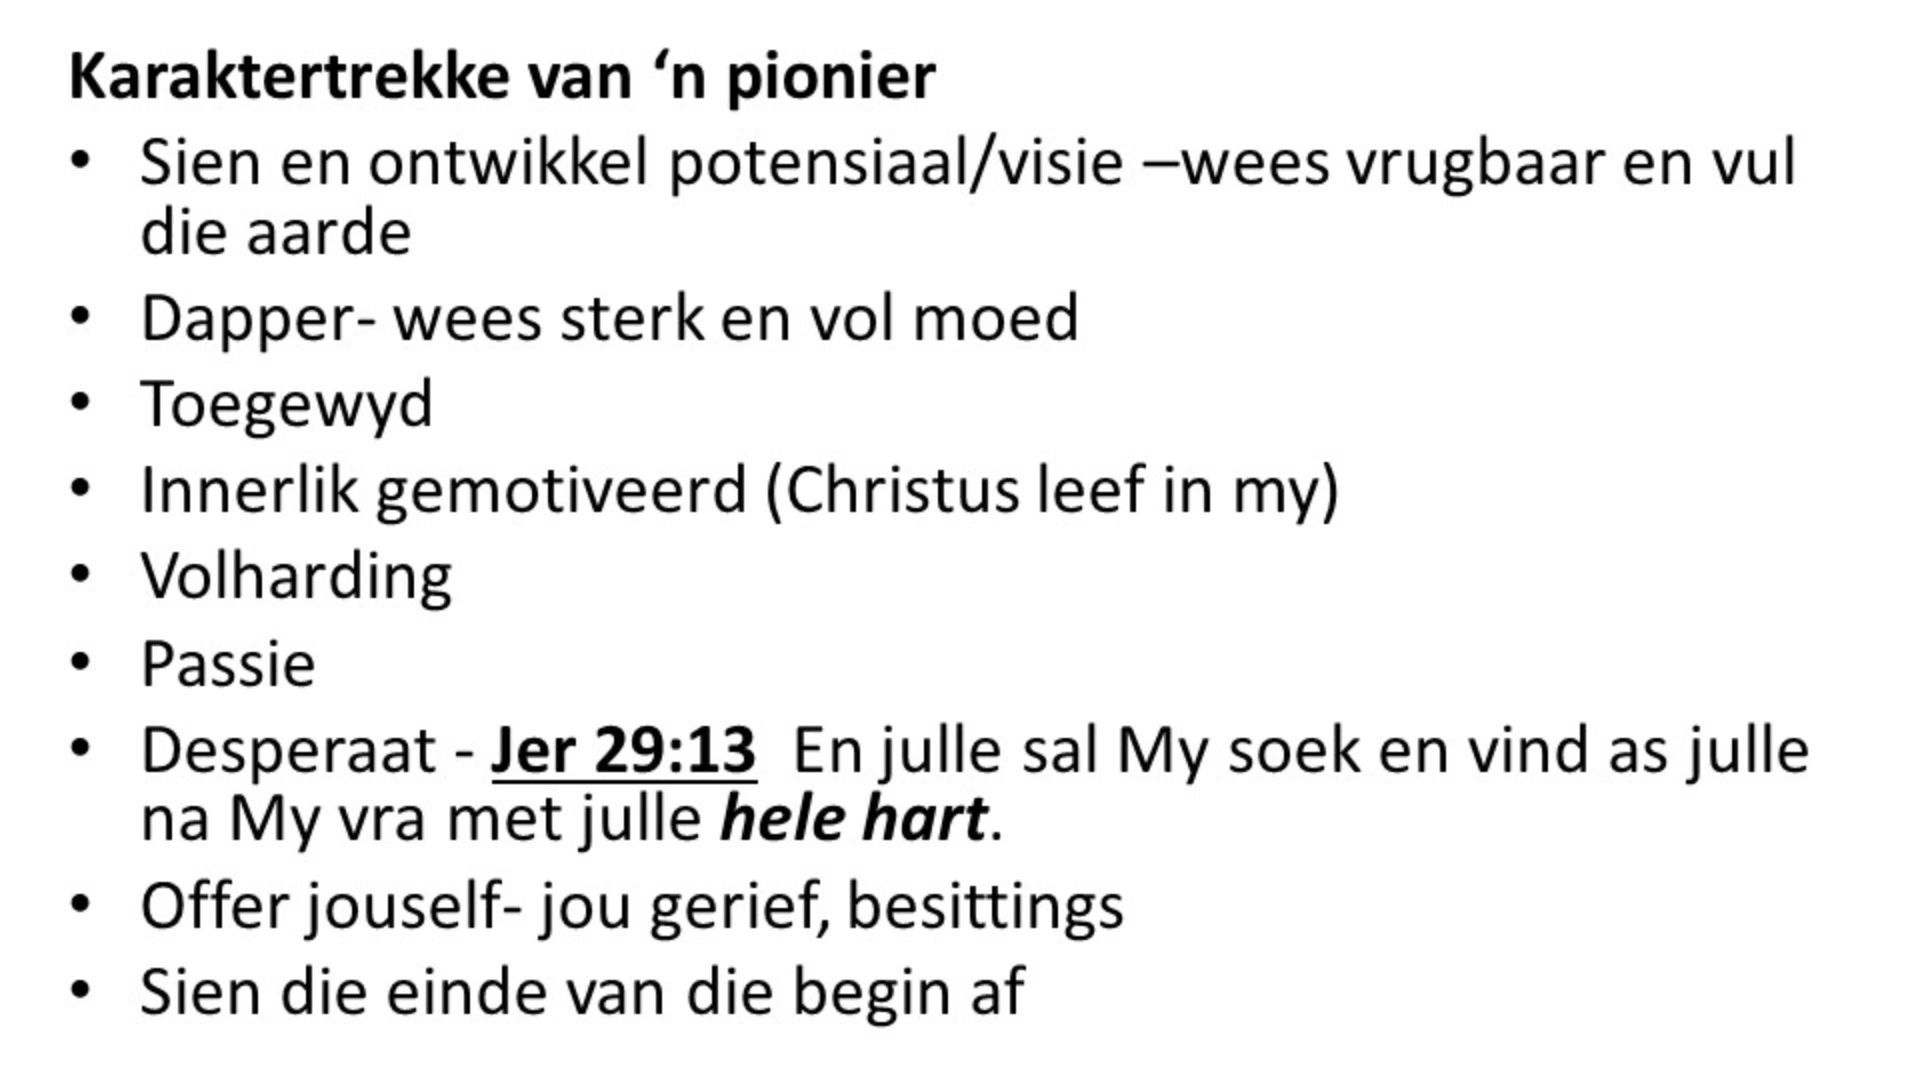 Karaktertrekke van ‘n pionier
• Sien en ontwikkel potensiaal/visie –wees vrugbaar en vul
die aarde
• Dapper- wees sterk en vol moed
• Toegewyd
• Innerlik gemotiveerd (Christus leef in my)
• Volharding
• Passie
• Desperaat - Jer 29:13 En julle sal My soek en vind as julle
na My vra met julle hele hart.
• Offer jouself- jou gerief, besittings
• Sien die einde van die begin af